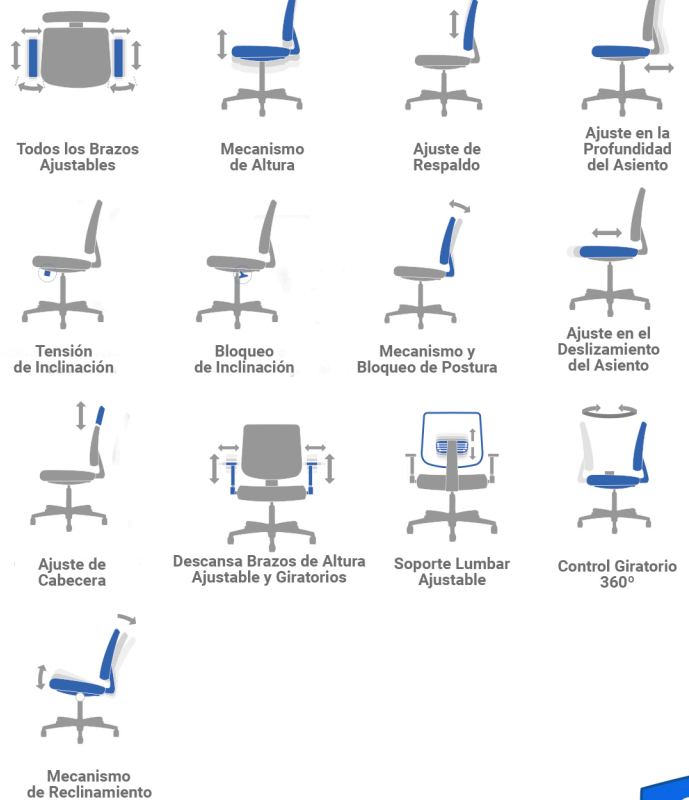 Todos los Brazos
Ajustables
Mecanismo
de Altura
Ajuste de
Respaldo
Ajuste en la
Profundidad
del Asiento
Tensión
de Inclinación
Bloqueo
de Inclinación
Mecanismo y
Bloqueo de Postura
Ajuste en el
Deslizamiento
del Asiento
Ajuste de
Cabecera
Descansa Brazos de Altura
Ajustable y Giratorios
Soporte Lumbar
Ajustable
Control Giratorio
360º
Mecanismo
de Reclinamiento